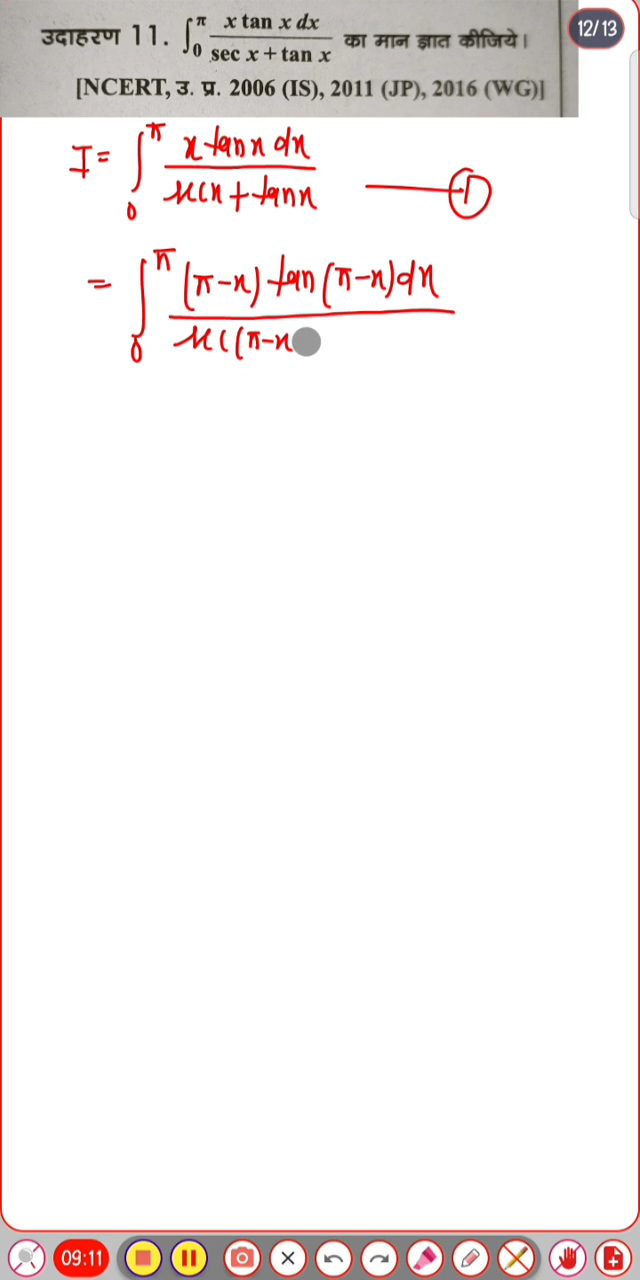 12/13
उदाहरण 11. ∫₀^π x tan x dx / sec x + tan x का मान ज्ञात कीजिये।
[NCERT, उ. प्र. 2006 (IS), 2011 (JP), 2016 (WG)]
I = ∫₀^π x tan x dx / sec x + tan x —— ①
= ∫₀^π (π-x) tan (π-x) dx / sec (π-x
09:11